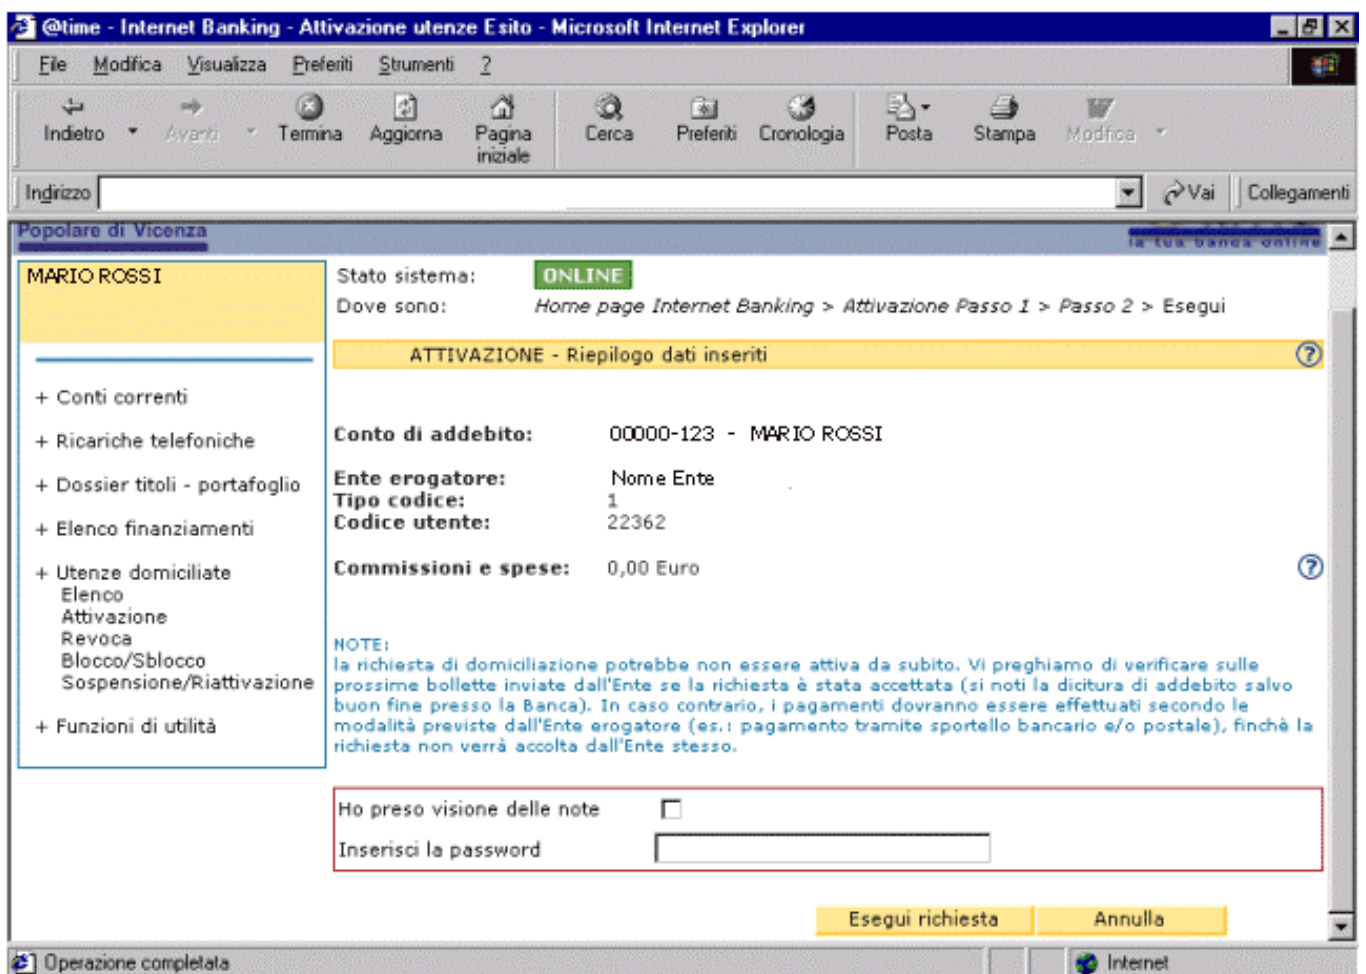 @time - Internet Banking - Attivazione utenze Esito - Microsoft Internet Explorer
File Modifica Visualizza Preferiti Strumenti ?
Indietro Avanti Termina Aggiorna Pagina iniziale Cerca Preferiti Cronologia Posta Stampa Modifica
Indirizzo Vai Collegamenti
Popolare di Vicenza la tua banca online
MARIO ROSSI
+ Conti correnti
+ Ricariche telefoniche
+ Dossier titoli - portafoglio
+ Elenco finanziamenti
+ Utenze domiciliate
Elenco
Attivazione
Revoca
Blocco/Sblocco
Sospensione/Riattivazione
+ Funzioni di utilità
Stato sistema: ONLINE
Dove sono: Home page Internet Banking > Attivazione Passo 1 > Passo 2 > Esegui
ATTIVAZIONE - Riepilogo dati inseriti ?
Conto di addebito: 00000-123 - MARIO ROSSI
Ente erogatore: Nome Ente
Tipo codice: 1
Codice utente: 22362
Commissioni e spese: 0,00 Euro ?
NOTE:
la richiesta di domiciliazione potrebbe non essere attiva da subito. Vi preghiamo di verificare sulle
prossime bollette inviate dall'Ente se la richiesta è stata accettata (si noti la dicitura di addebito salvo
buon fine presso la Banca). In caso contrario, i pagamenti dovranno essere effettuati secondo le
modalità previste dall'Ente erogatore (es.: pagamento tramite sportello bancario e/o postale), finchè la
richiesta non verrà accolta dall'Ente stesso.
Ho preso visione delle note
Inserisci la password
Esegui richiesta Annulla
Operazione completata Internet